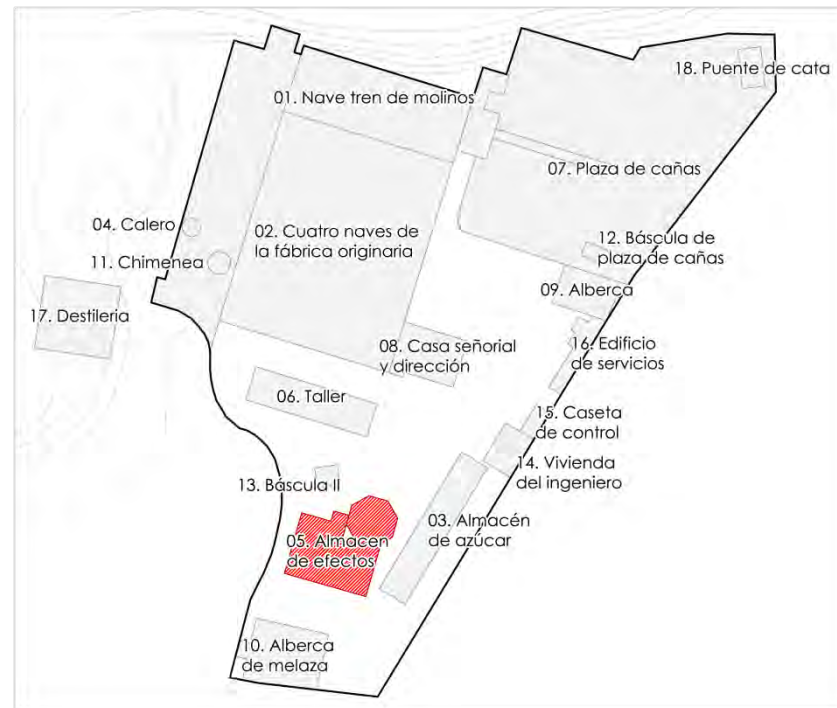 18. Puente de cata
01. Nave tren de molinos
07. Plaza de cañas
04. Calero
02. Cuatro naves de
la fábrica originaria
12. Báscula de
plaza de cañas
11. Chimenea
09. Alberca
17. Destileria
08. Casa señorial
y dirección
16. Edificio
de servicios
06. Taller
15. Caseta
de control
14. Vivienda
del ingeniero
13. Báscula II
03. Almacén
de azúcar
05. Almacen
de efectos
10. Alberca
de melaza